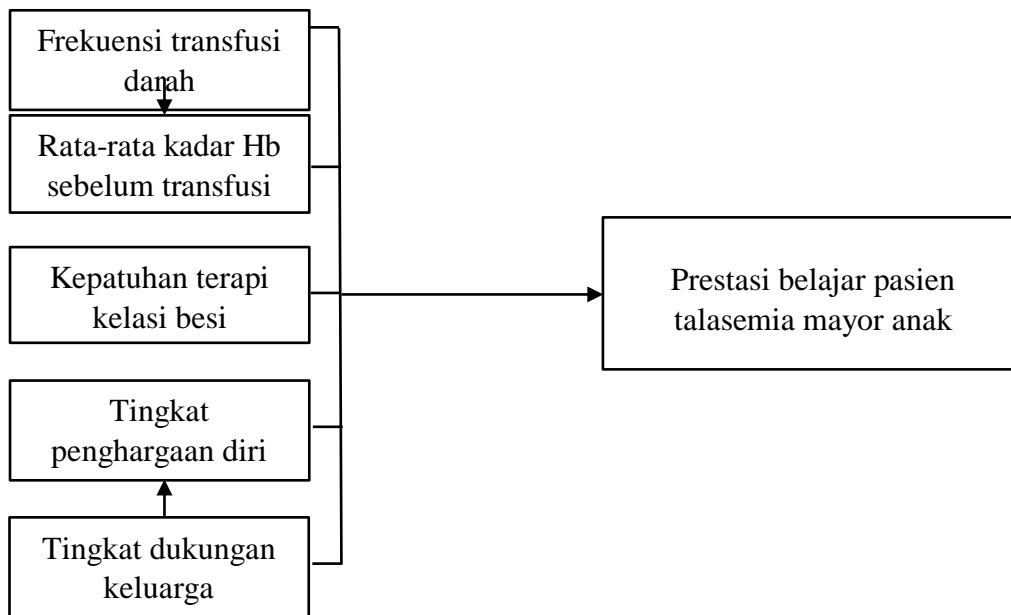 Frekuensi transfusi
darah
Rata-rata kadar Hb
sebelum transfusi
Kepatuhan terapi
kelasi besi
Tingkat
penghargaan diri
Tingkat dukungan
keluarga
Prestasi belajar pasien
talasemia mayor anak